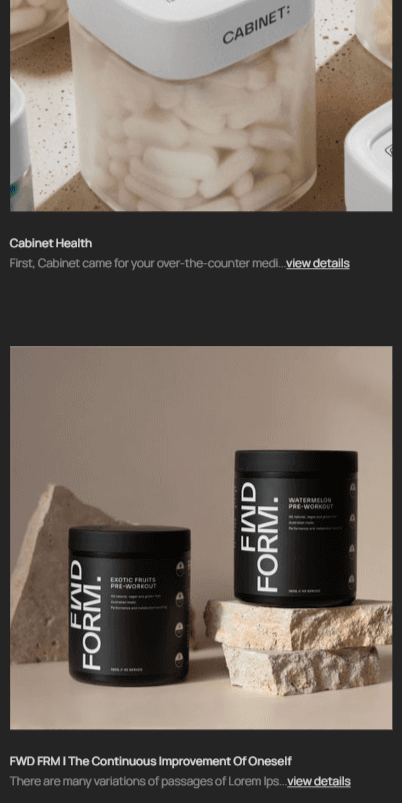 CABINET:
Cabinet Health
First, Cabinet came for your over-the-counter medi...view details
FWD
FORM.
EXOTIC FRUITS
PRE-WORKOUT
FWD
FORM.
WATERMELON
PRE-WORKOUT
FWD FRM I The Continuous Improvement Of Oneself
There are many variations of passages of Lorem Ips...view details